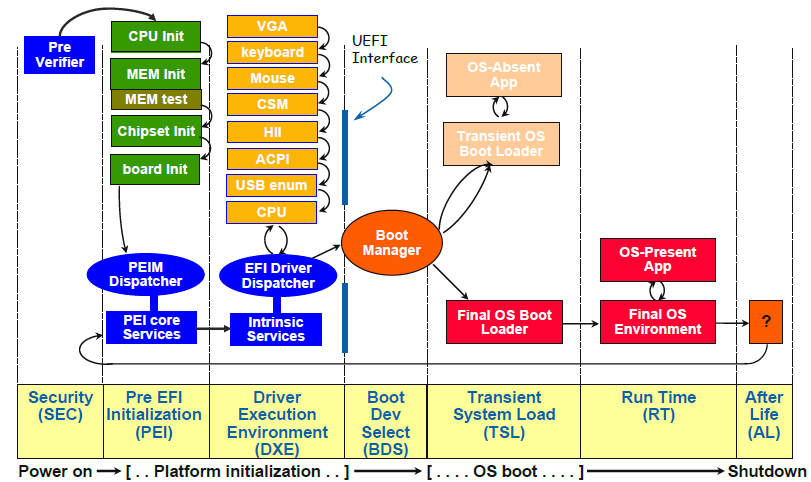 Pre
Verifier
CPU Init
MEM Init
MEM test
Chipset Init
board Init
PEIM
Dispatcher
PEI core
Services
VGA
keyboard
Mouse
CSM
HII
ACPI
USB enum
CPU
EFI Driver
Dispatcher
Intrinsic
Services
UEFI
Interface
Boot
Manager
OS-Absent
App
Transient OS
Boot Loader
Final OS Boot
Loader
OS-Present
App
Final OS
Environment
?
Security
(SEC)
Pre EFI
Initialization
(PEI)
Driver
Execution
Environment
(DXE)
Boot
Dev
Select
(BDS)
Transient
System Load
(TSL)
Run Time
(RT)
After
Life
(AL)
Power on [ . . Platform initialization . . ] [ . . . . OS boot . . . . ] Shutdown